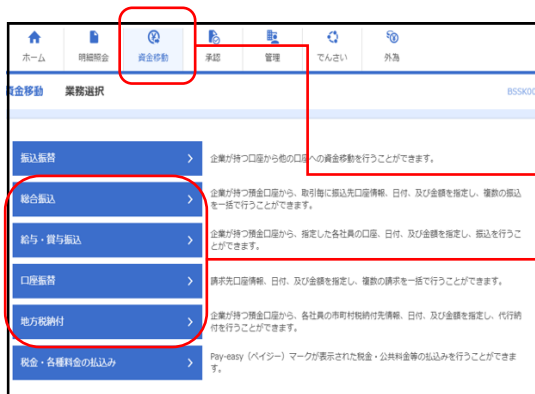 ホーム 明細照会 資金移動 承認 管理 でんさい 外為
資金移動 業務選択 BSSK00
振込振替 企業が持つ口座から他の口座への資金移動を行うことができます。
総合振込 企業が持つ預金口座から、取引毎に振込先口座情報、日付、及び金額を指定し、複数の振込
を一括で行うことができます。
給与・賞与振込 企業が持つ預金口座から、指定した各社員の口座、日付、及び金額を指定し、振込を行うこ
とができます。
口座振替 請求先口座情報、日付、及び金額を指定し、複数の請求を一括で行うことができます。
地方税納付 企業が持つ預金口座から、各社員の市町村税納付先情報、日付、及び金額を指定し、代行納
付を行うことができます。
税金・各種料金の払込み Pay-easy（ペイジー）マークが表示された税金・公共料金等の払込みを行うことができま
す。